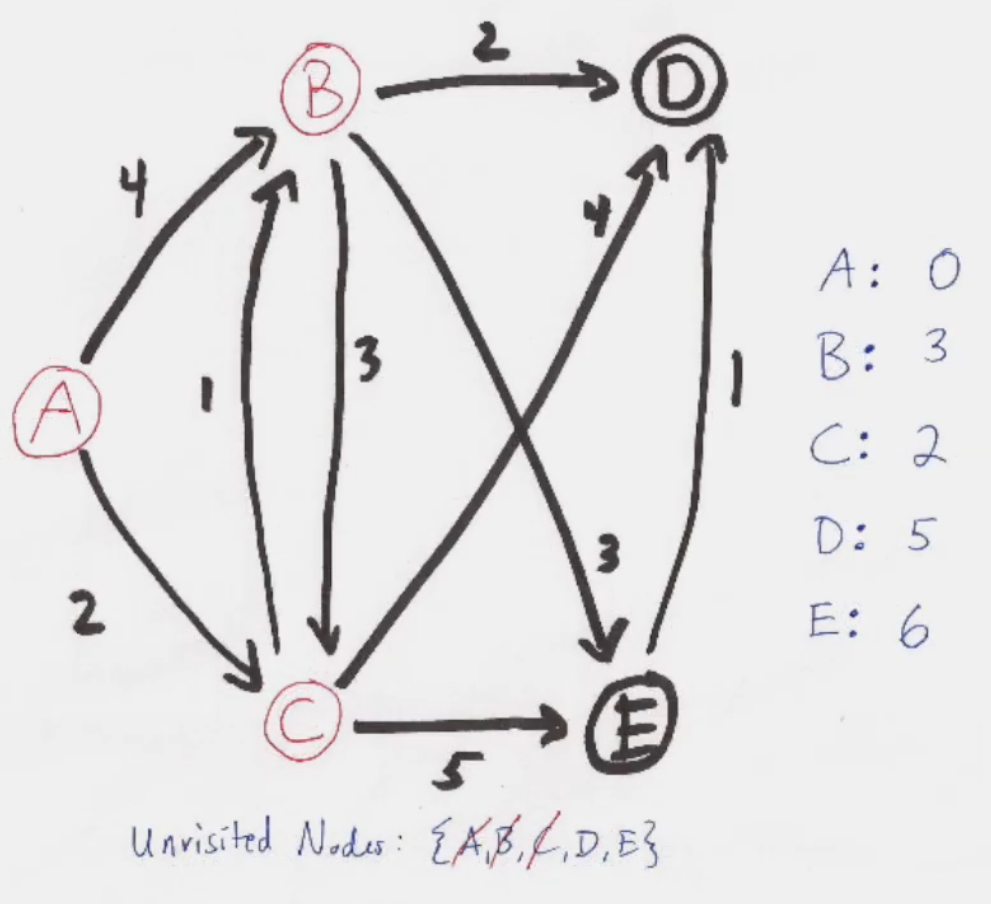 2
B
D
4
4
A: 0
B: 3
3
1
1
A
C: 2
D: 5
3
2
E: 6
C
E
5
Unvisited Nodes: {A, B, C, D, E}